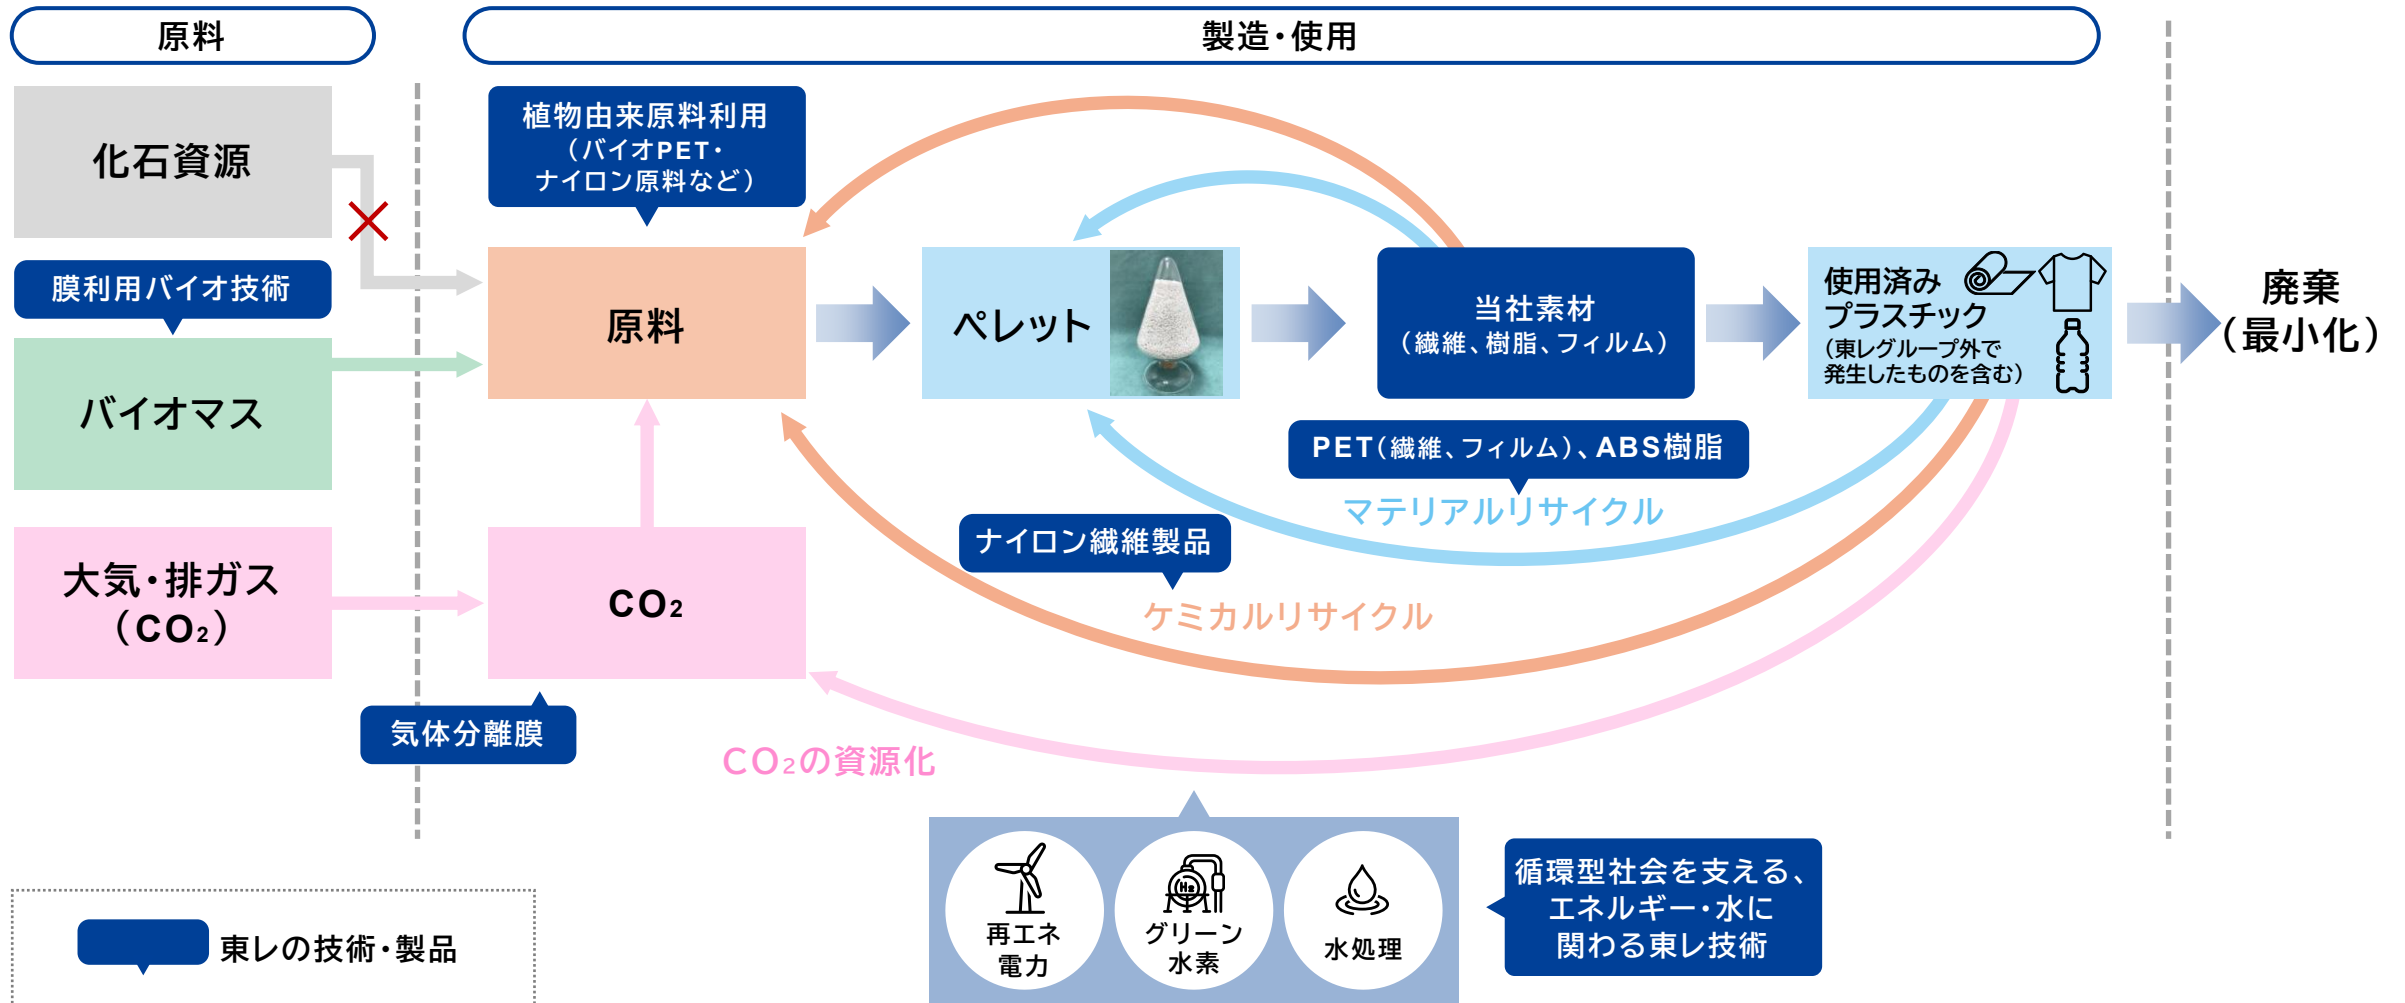 原料
製造・使用
化石資源
膜利用バイオ技術
バイオマス
大気・排ガス
（CO₂）
植物由来原料利用
（バイオPET・
ナイロン原料など）
原料
ペレット
当社素材
（繊維、樹脂、フィルム）
使用済み
プラスチック
（東レグループ外で
発生したものを含む）
廃棄
（最小化）
PET（繊維、フィルム）、ABS樹脂
マテリアルリサイクル
ナイロン繊維製品
ケミカルリサイクル
CO₂
気体分離膜
CO₂の資源化
H₂
再エネ
電力
グリーン
水素
水処理
循環型社会を支える、
エネルギー・水に
関わる東レ技術
東レの技術・製品